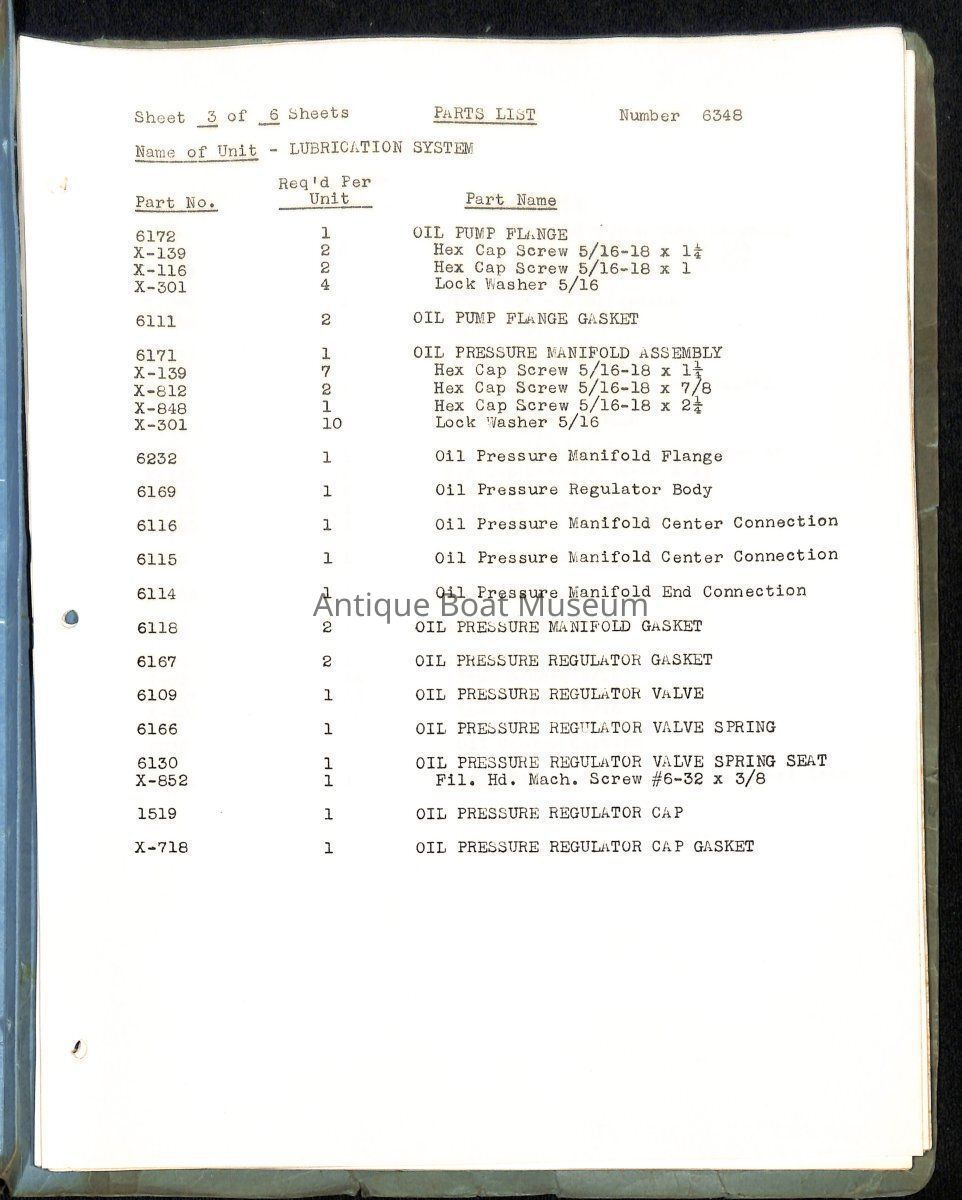 Sheet 3 of 6 Sheets PARTS LIST Number 6348
Name of Unit - LUBRICATION SYSTEM
Part No. Req'd Per Unit Part Name
6172 1 OIL PUMP FLANGE
X-139 2 Hex Cap Screw 5/16-18 x 1¼
X-116 2 Hex Cap Screw 5/16-18 x 1
X-301 4 Lock Washer 5/16
6111 2 OIL PUMP FLANGE GASKET
6171 1 OIL PRESSURE MANIFOLD ASSEMBLY
X-139 7 Hex Cap Screw 5/16-18 x 1¼
X-812 2 Hex Cap Screw 5/16-18 x 7/8
X-848 1 Hex Cap Screw 5/16-18 x 2¼
X-301 10 Lock Washer 5/16
6232 1 Oil Pressure Manifold Flange
6169 1 Oil Pressure Regulator Body
6116 1 Oil Pressure Manifold Center Connection
6115 1 Oil Pressure Manifold Center Connection
6114 1 Oil Pressure Manifold End Connection
Antique Boat Museum
6118 2 OIL PRESSURE MANIFOLD GASKET
6167 2 OIL PRESSURE REGULATOR GASKET
6109 1 OIL PRESSURE REGULATOR VALVE
6166 1 OIL PRESSURE REGULATOR VALVE SPRING
6130 1 OIL PRESSURE REGULATOR VALVE SPRING SEAT
X-852 1 Fil. Hd. Mach. Screw #6-32 x 3/8
1519 1 OIL PRESSURE REGULATOR CAP
X-718 1 OIL PRESSURE REGULATOR CAP GASKET